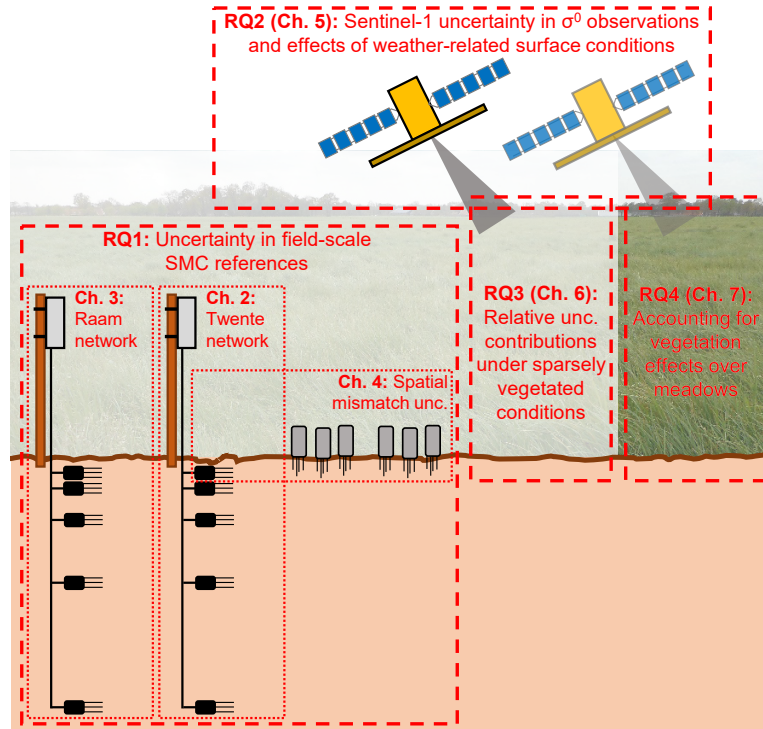 RQ2 (Ch. 5): Sentinel-1 uncertainty in σ⁰ observations
and effects of weather-related surface conditions
RQ1: Uncertainty in field-scale
SMC references
Ch. 3:
Raam
network
Ch. 2:
Twente
network
Ch. 4: Spatial
mismatch unc.
RQ3 (Ch. 6):
Relative unc.
contributions
under sparsely
vegetated
conditions
RQ4 (Ch. 7):
Accounting for
vegetation
effects over
meadows